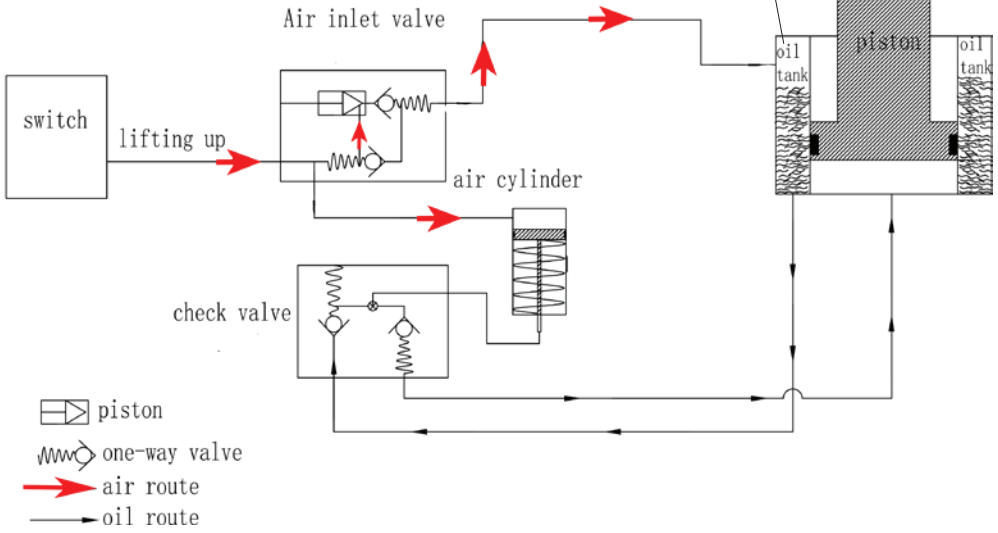 Air inlet valve
piston
oil
tank
oil
tank
switch
lifting up
air cylinder
check valve
piston
one-way valve
air route
oil route